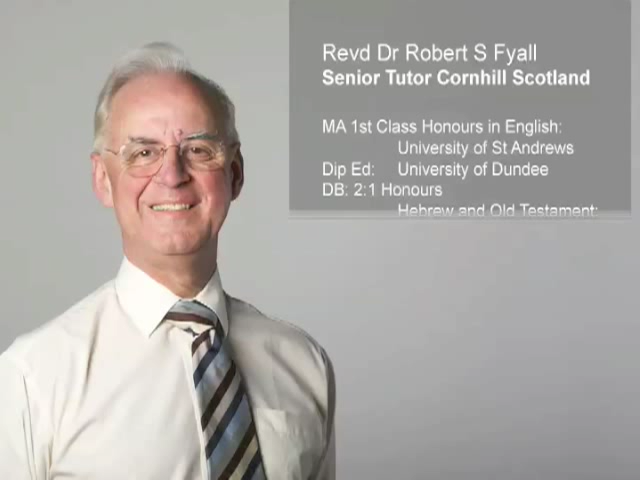 Revd Dr Robert S Fyall
Senior Tutor Cornhill Scotland
MA 1st Class Honours in English:
University of St Andrews
Dip Ed: University of Dundee
DB: 2:1 Honours
Hebrew and Old Testament: